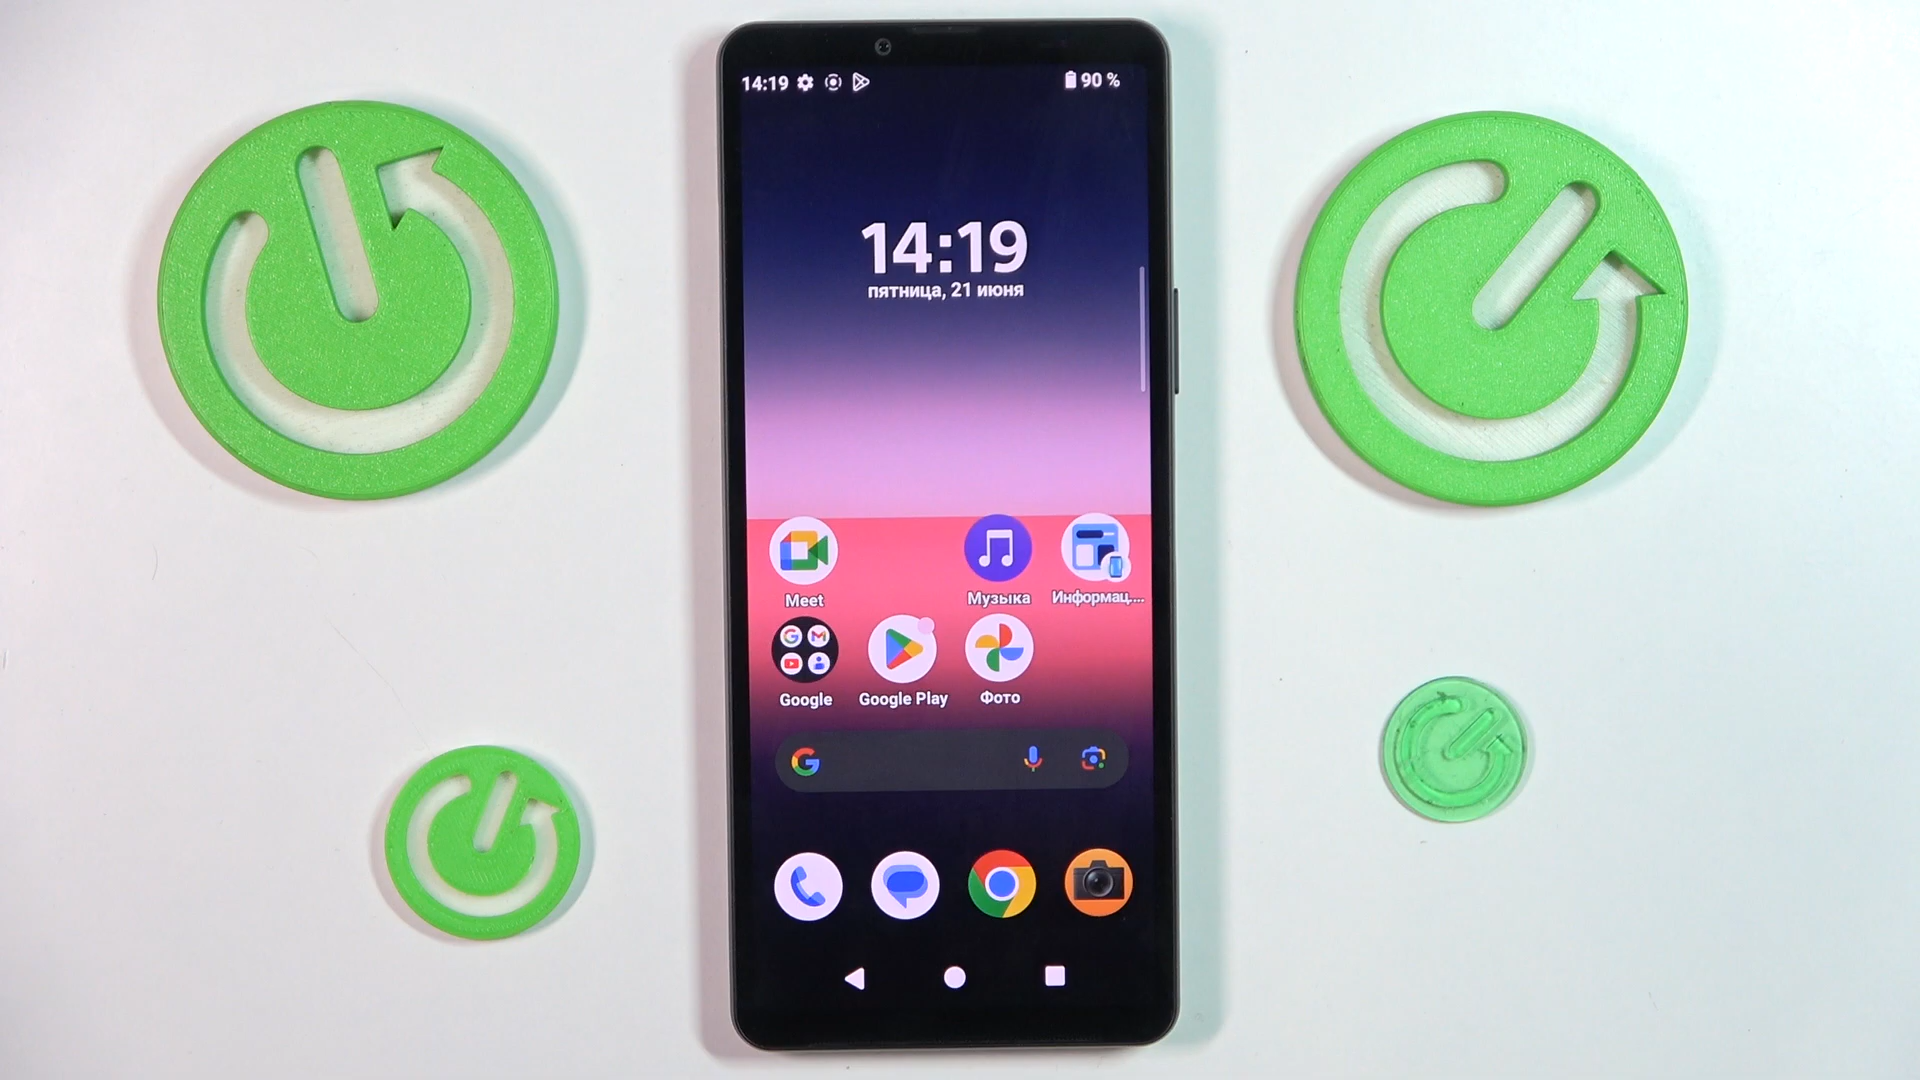 14:19
90 %
14:19
пятница, 21 июня
Meet
Музыка
Информац....
Google
Google Play
Фото